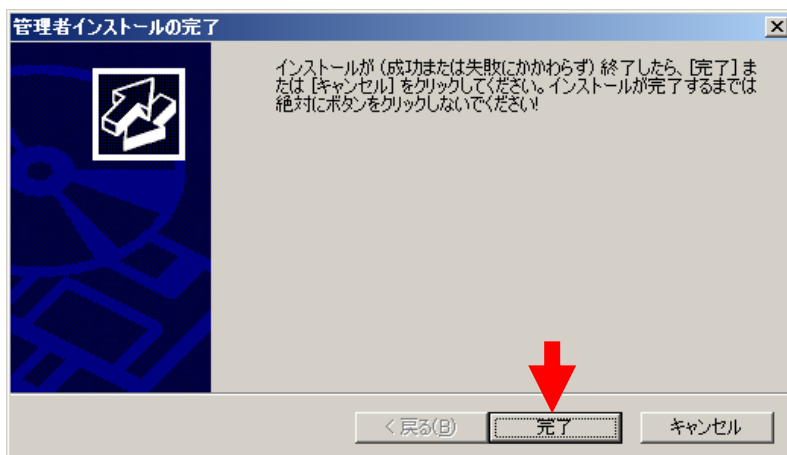 管理者インストールの完了
インストールが (成功または失敗にかかわらず) 終了したら、[完了] ま
たは [キャンセル] をクリックしてください。インストールが完了するまでは
絶対にボタンをクリックしないでください!
< 戻る(B) 完了 キャンセル